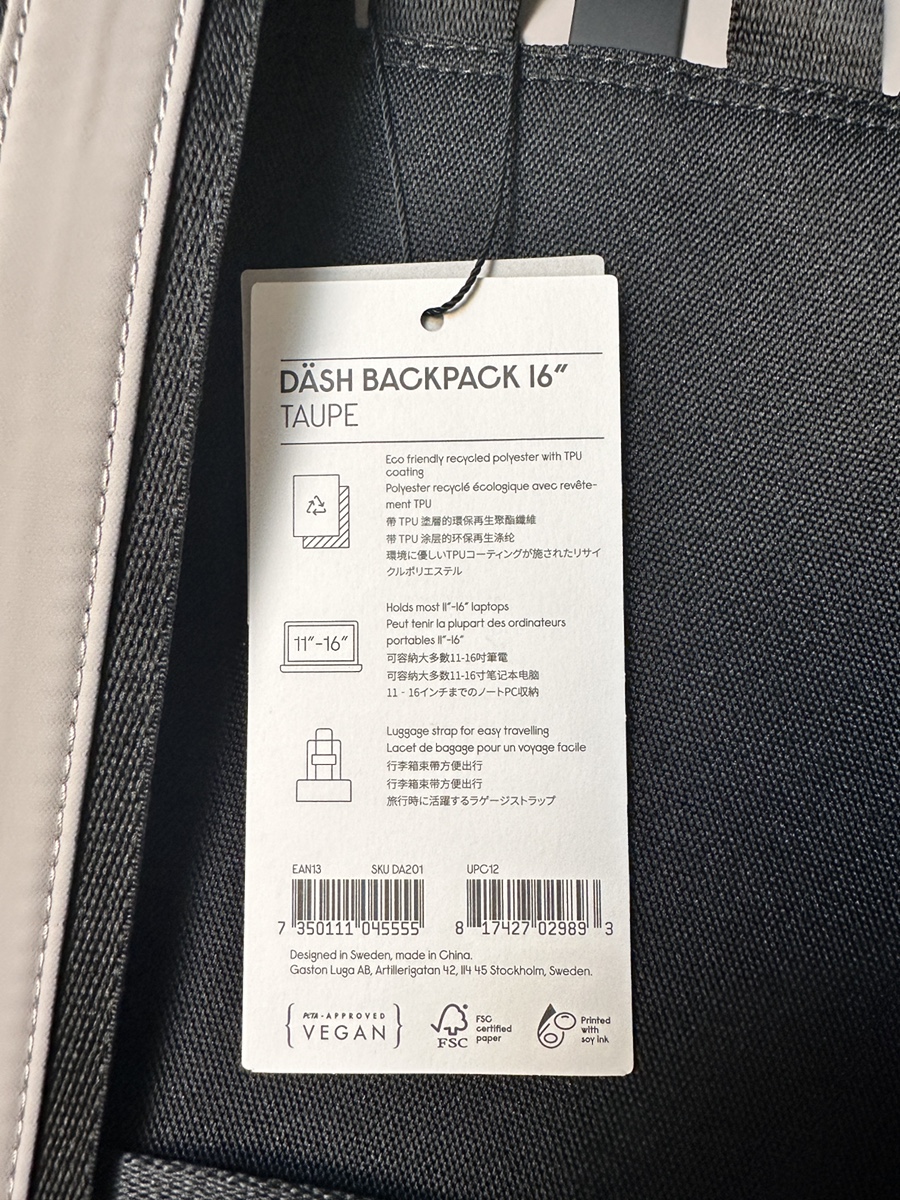 DÄSH BACKPACK 16”
TAUPE
Eco friendly recycled polyester with TPU
coating
Polyester recyclé écologique avec revête-
ment TPU
帶 TPU 塗層的環保再生聚酯纖維
带 TPU 涂层的环保再生涤纶
環境に優しいTPUコーティングが施されたリサイ
クルポリエステル
11”-16”
Holds most 11”-16” laptops
Peut tenir la plupart des ordinateurs
portables 11”-16”
可容納大多數11-16吋筆電
可容纳大多数11-16寸笔记本电脑
11 - 16インチまでのノートPC収納
Luggage strap for easy travelling
Lacet de bagage pour un voyage facile
行李箱束帶方便出行
行李箱束带方便出行
旅行時に活躍するラゲージストラップ
EAN13 SKU DA201 UPC12
7 350111 045555 8 17427 02989 3
Designed in Sweden, made in China.
Gaston Luga AB, Artillerigatan 42, 114 45 Stockholm, Sweden.
PETA - APPROVED
VEGAN
FSC
FSC
certified
paper
Printed
with
soy ink